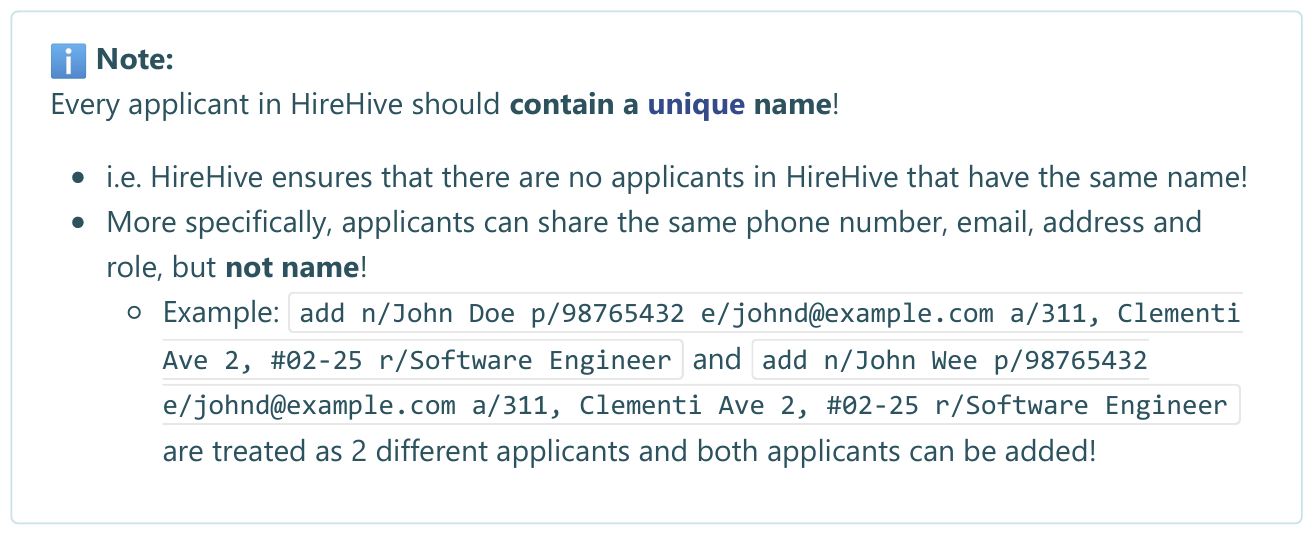 ℹ️ Note:
Every applicant in HireHive should contain a unique name!
i.e. HireHive ensures that there are no applicants in HireHive that have the same name!
More specifically, applicants can share the same phone number, email, address and
role, but not name!
Example: add n/John Doe p/98765432 e/johnd@example.com a/311, Clementi
Ave 2, #02-25 r/Software Engineer and add n/John Wee p/98765432
e/johnd@example.com a/311, Clementi Ave 2, #02-25 r/Software Engineer
are treated as 2 different applicants and both applicants can be added!